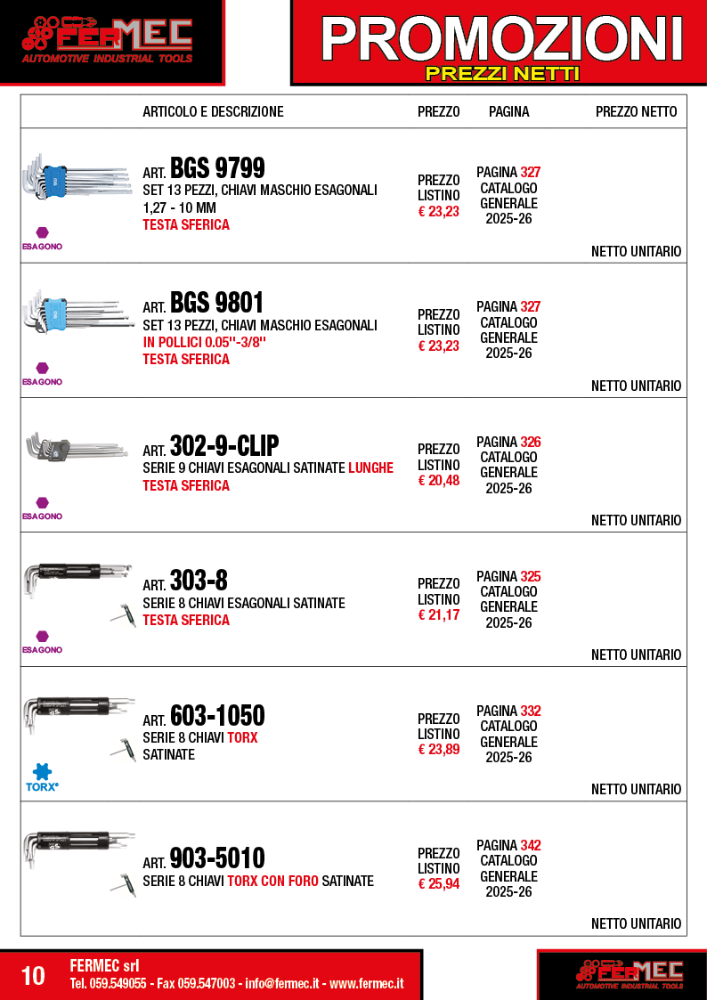 FERMEC
AUTOMOTIVE INDUSTRIAL TOOLS
PROMOZIONI
PREZZI NETTI
ARTICOLO E DESCRIZIONE PREZZO PAGINA PREZZO NETTO
ART. BGS 9799
SET 13 PEZZI, CHIAVI MASCHIO ESAGONALI
1,27 - 10 MM
TESTA SFERICA
ESAGONO
PREZZO
LISTINO
€ 23,23
PAGINA 327
CATALOGO
GENERALE
2025-26
NETTO UNITARIO
ART. BGS 9801
SET 13 PEZZI, CHIAVI MASCHIO ESAGONALI
IN POLLICI 0.05''-3/8''
TESTA SFERICA
ESAGONO
PREZZO
LISTINO
€ 23,23
PAGINA 327
CATALOGO
GENERALE
2025-26
NETTO UNITARIO
ART. 302-9-CLIP
SERIE 9 CHIAVI ESAGONALI SATINATE LUNGHE
TESTA SFERICA
ESAGONO
PREZZO
LISTINO
€ 20,48
PAGINA 326
CATALOGO
GENERALE
2025-26
NETTO UNITARIO
ART. 303-8
SERIE 8 CHIAVI ESAGONALI SATINATE
TESTA SFERICA
ESAGONO
PREZZO
LISTINO
€ 21,17
PAGINA 325
CATALOGO
GENERALE
2025-26
NETTO UNITARIO
ART. 603-1050
SERIE 8 CHIAVI TORX
SATINATE
TORX®
PREZZO
LISTINO
€ 23,89
PAGINA 332
CATALOGO
GENERALE
2025-26
NETTO UNITARIO
ART. 903-5010
SERIE 8 CHIAVI TORX CON FORO SATINATE
PREZZO
LISTINO
€ 25,94
PAGINA 342
CATALOGO
GENERALE
2025-26
NETTO UNITARIO
10
FERMEC srl
Tel. 059.549055 - Fax 059.547003 - info@fermec.it - www.fermec.it
FERMEC
AUTOMOTIVE INDUSTRIAL TOOLS